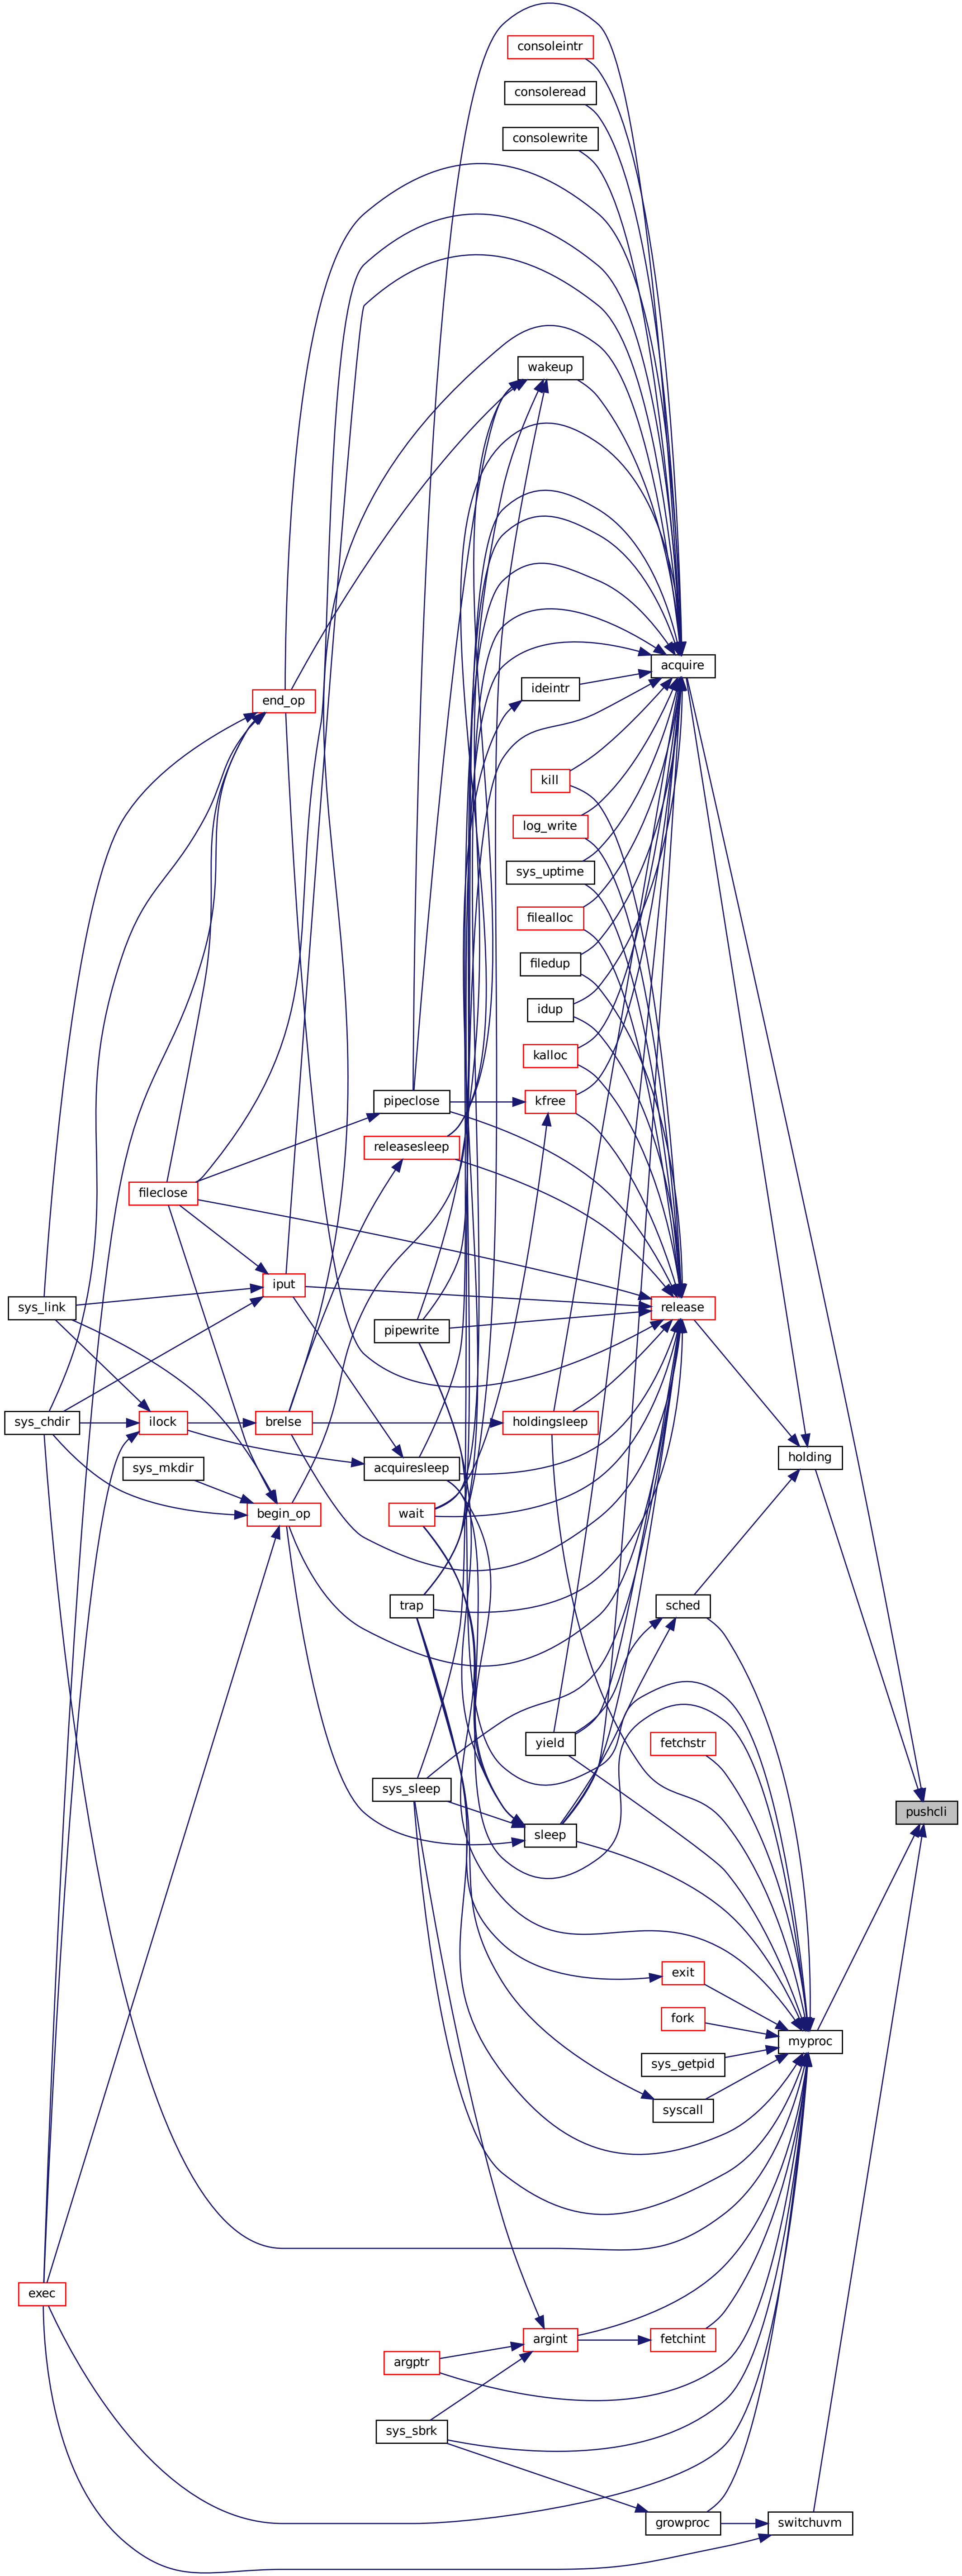 consoleintr
consoleread
consolewrite
wakeup
acquire
ideintr
end_op
kill
log_write
sys_uptime
filealloc
filedup
idup
kalloc
pipeclose
kfree
releasesleep
fileclose
iput
sys_link
release
pipewrite
sys_chdir
ilock
brelse
holdingsleep
holding
sys_mkdir
acquiresleep
begin_op
wait
trap
sched
yield
fetchstr
sys_sleep
pushcli
sleep
exit
fork
myproc
sys_getpid
syscall
exec
argint
fetchint
argptr
sys_sbrk
growproc
switchuvm